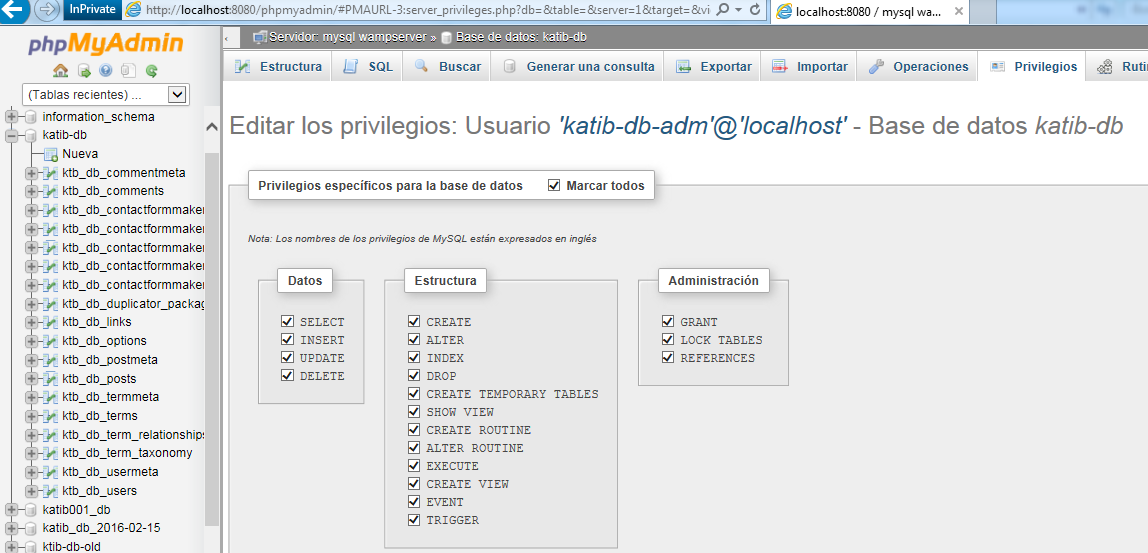 InPrivate
http://localhost:8080/phpmyadmin/#PMAURL-3:server_privileges.php?db=&table=&server=1&target=&vi
localhost:8080 / mysql wam...
phpMyAdmin
Servidor: mysql wampserver » Base de datos: katib-db
Estructura SQL Buscar Generar una consulta Exportar Importar Operaciones Privilegios Ruti
(Tablas recientes) ...
information_schema
katib-db
Nueva
ktb_db_commentmeta
ktb_db_comments
ktb_db_contactformmaker
ktb_db_contactformmaker
ktb_db_contactformmaker
ktb_db_contactformmaker
ktb_db_contactformmaker
ktb_db_duplicator_packag
ktb_db_links
ktb_db_options
ktb_db_postmeta
ktb_db_posts
ktb_db_termmeta
ktb_db_terms
ktb_db_term_relationships
ktb_db_term_taxonomy
ktb_db_usermeta
ktb_db_users
katib001_db
katib_db_2016-02-15
ktib-db-old
Editar los privilegios: Usuario 'katib-db-adm'@'localhost' - Base de datos katib-db
Privilegios específicos para la base de datos Marcar todos
Nota: Los nombres de los privilegios de MySQL están expresados en inglés
Datos
SELECT
INSERT
UPDATE
DELETE
Estructura
CREATE
ALTER
INDEX
DROP
CREATE TEMPORARY TABLES
SHOW VIEW
CREATE ROUTINE
ALTER ROUTINE
EXECUTE
CREATE VIEW
EVENT
TRIGGER
Administración
GRANT
LOCK TABLES
REFERENCES